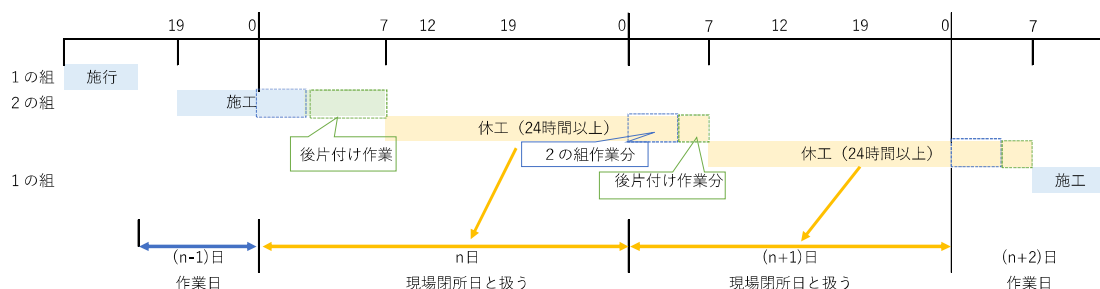 19 0 7 12 19 0 7 12 19 0 7
1の組 施行
2の組 施工
休工（24時間以上）
後片付け作業 2の組作業分 休工（24時間以上）
後片付け作業分
1の組 施工
(n-1)日 n日 (n+1)日 (n+2)日
作業日 現場閉所日と扱う 現場閉所日と扱う 作業日